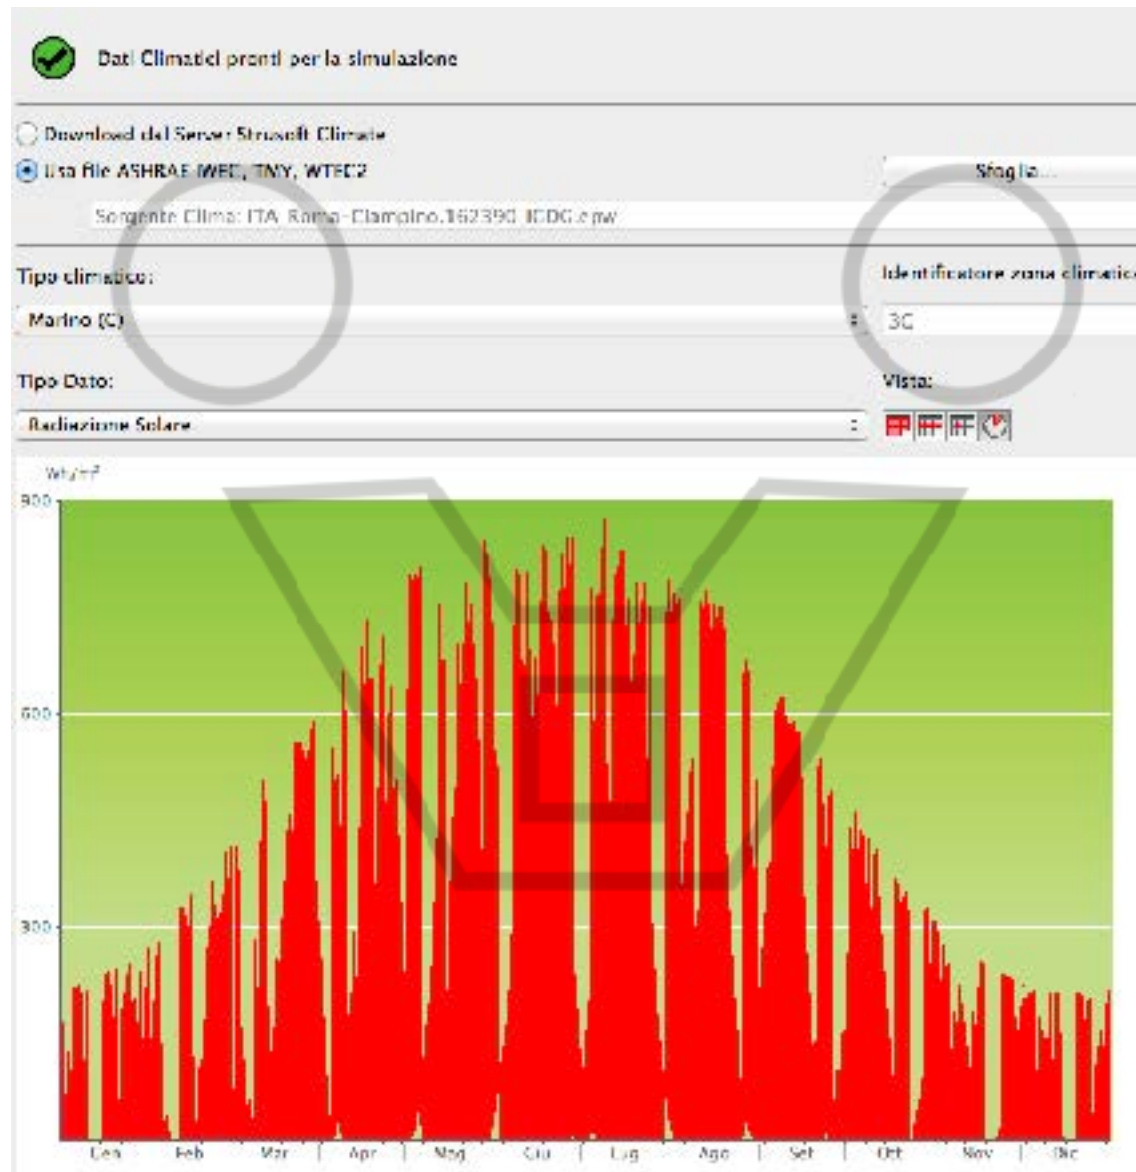 Dati Climatici pronti per la simulazione
Download dal Server Strusoft Climate
Usa file ASHRAE IWEC, TMY, WTEC2
Sfoglia...
Sorgente Clima: ITA_Roma-Ciampino.162390_IGDG.epw
Tipo climatico:
Identificatore zona climatica
Marino (C)
3C
Tipo Dato:
Vista:
Radiazione Solare
Wh/m²
900
600
300
Gen Feb Mar Apr Mag Giu Lug Ago Set Ott Nov Dic